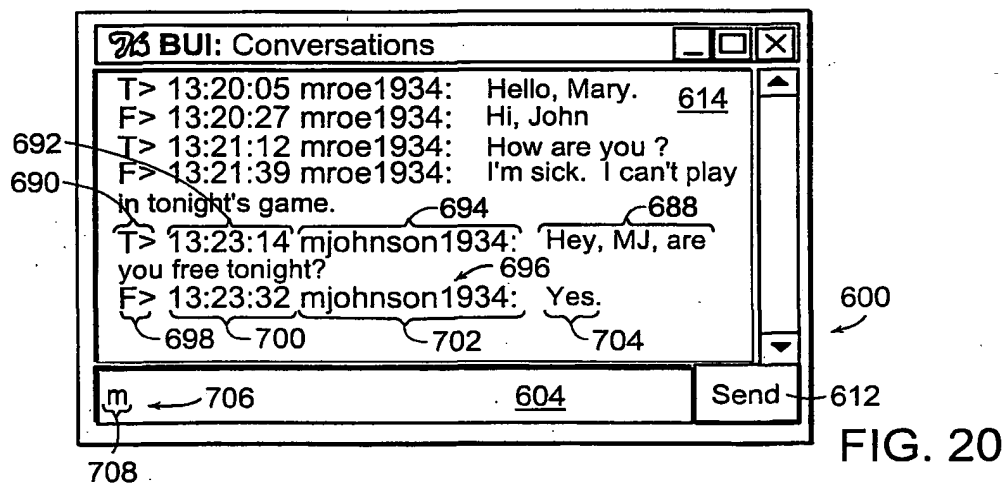 BUI: Conversations
T> 13:20:05 mroe1934: Hello, Mary. 614
F> 13:20:27 mroe1934: Hi, John
T> 13:21:12 mroe1934: How are you ?
692
F> 13:21:39 mroe1934: I'm sick. I can't play
690
in tonight's game. 694 688
T> 13:23:14 mjohnson1934: Hey, MJ, are
you free tonight? 696
F> 13:23:32 mjohnson1934: Yes. 600
698 700 702 704
m 706 604 Send 612
708
FIG. 20